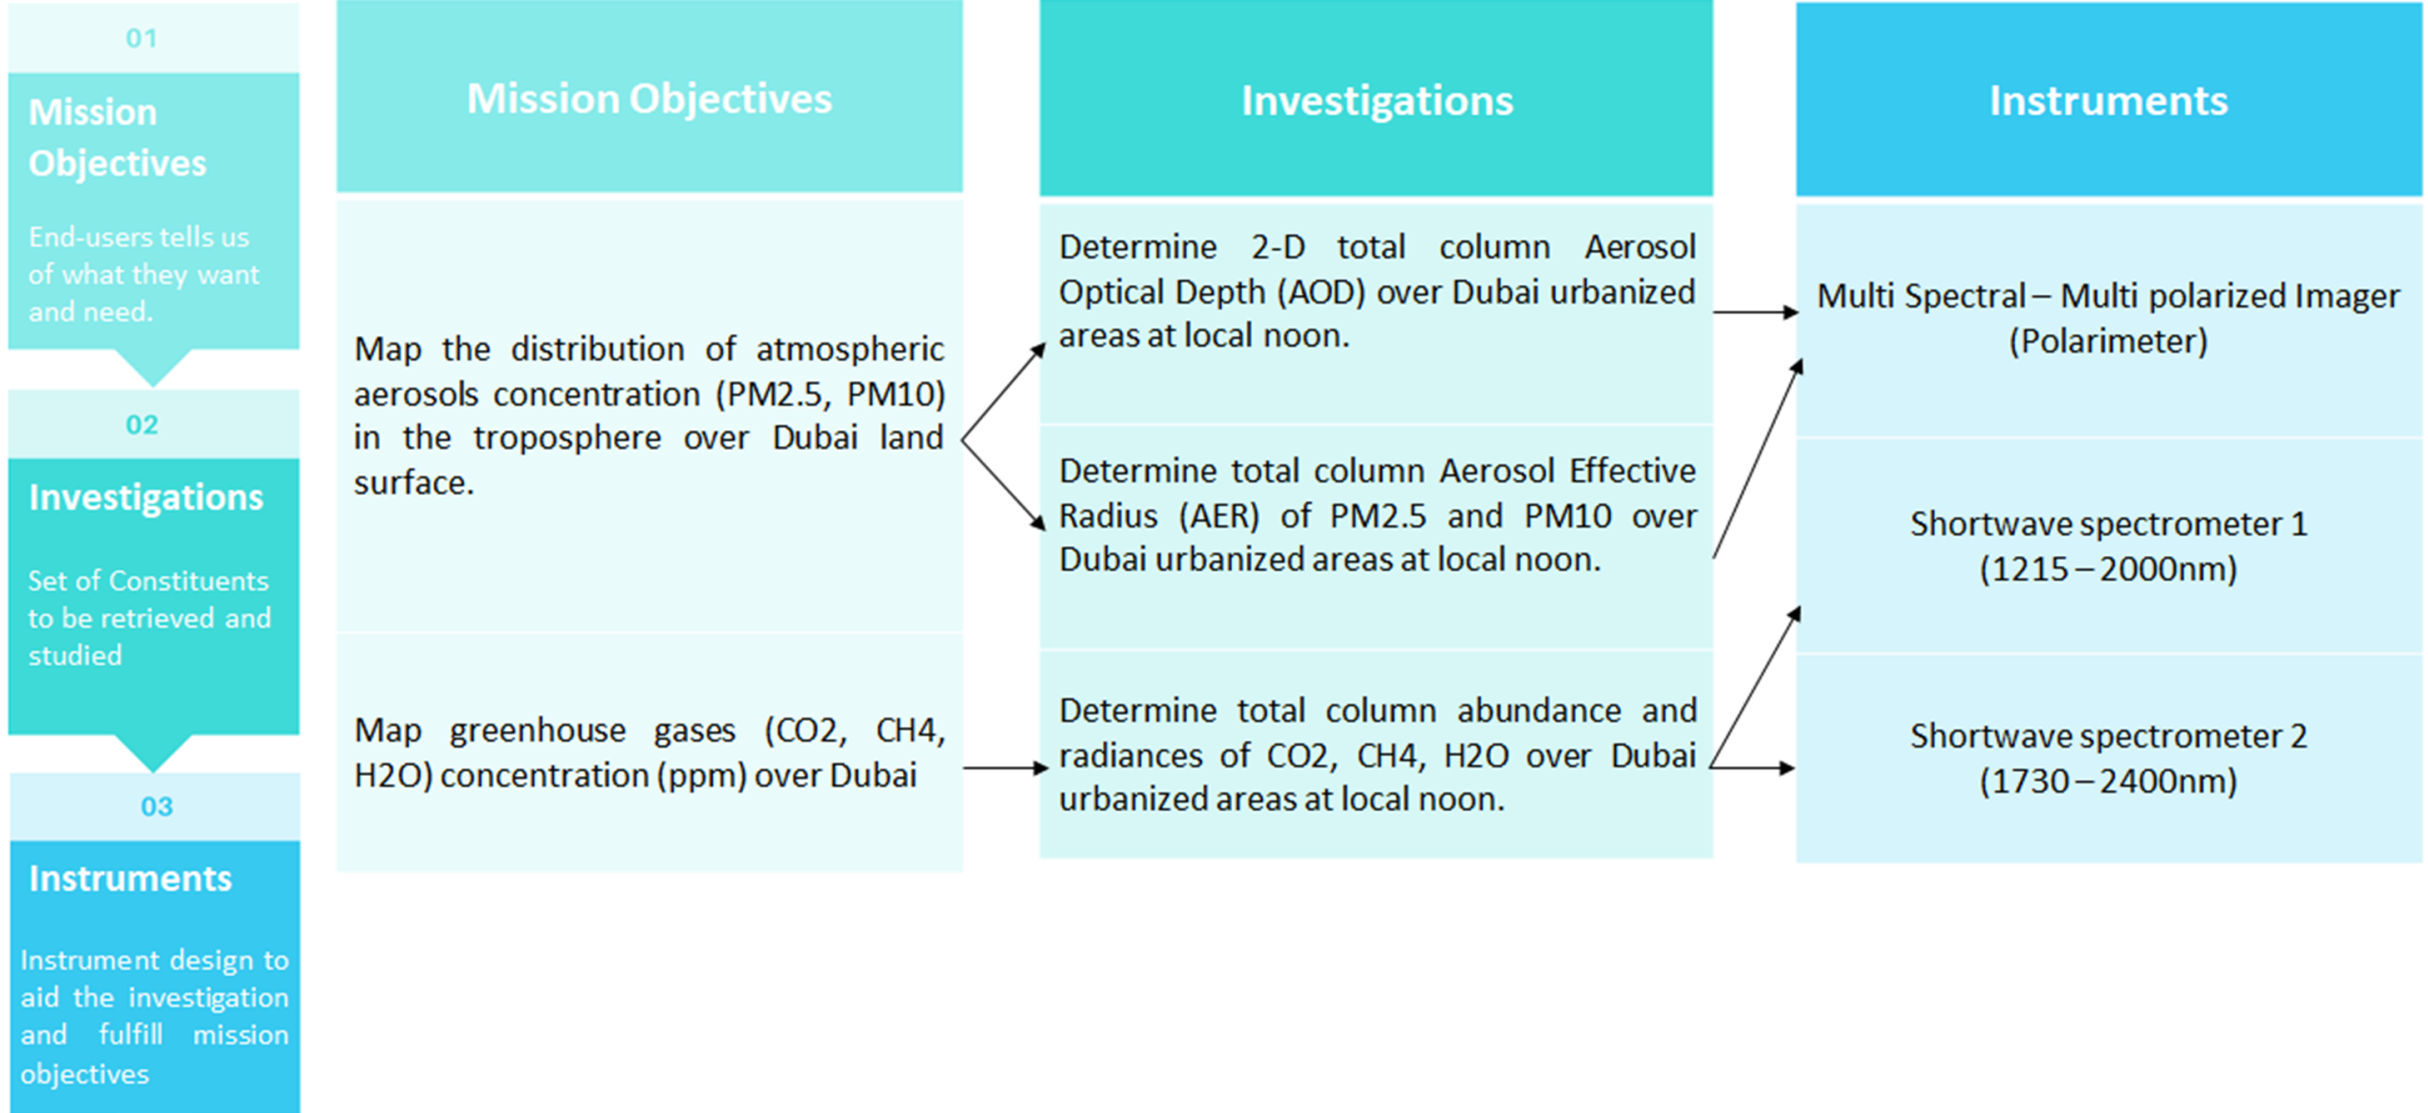 01
Mission
Objectives
End-users tells us
of what they want
and need.
02
Investigations
Set of Constituents
to be retrieved and
studied
03
Instruments
Instrument design to
aid the investigation
and fulfill mission
objectives
Mission Objectives
Map the distribution of atmospheric
aerosols concentration (PM2.5, PM10)
in the troposphere over Dubai land
surface.
Map greenhouse gases (CO2, CH4,
H2O) concentration (ppm) over Dubai
Investigations
Determine 2-D total column Aerosol
Optical Depth (AOD) over Dubai urbanized
areas at local noon.
Determine total column Aerosol Effective
Radius (AER) of PM2.5 and PM10 over
Dubai urbanized areas at local noon.
Determine total column abundance and
radiances of CO2, CH4, H2O over Dubai
urbanized areas at local noon.
Instruments
Multi Spectral – Multi polarized Imager
(Polarimeter)
Shortwave spectrometer 1
(1215 – 2000nm)
Shortwave spectrometer 2
(1730 – 2400nm)